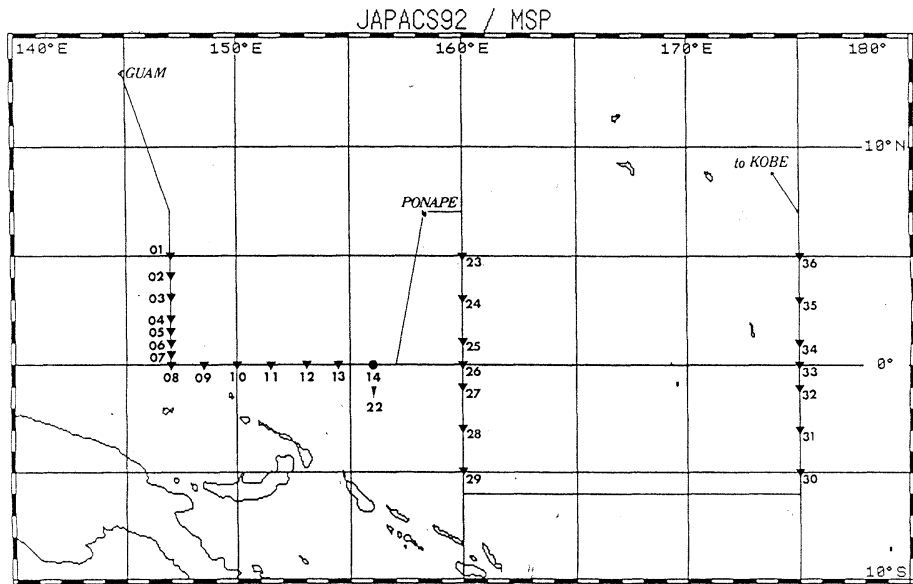 JAPACS92 / MSP
140°E 150°E 160°E 170°E 180°
GUAM
10°N
to KOBE
PONAPE
01 23 36
02
03 24 35
04
05
06 25 34
07
08 09 10 11 12 13 14 26 33 0°
22 27 32
28 31
29 30
10°S